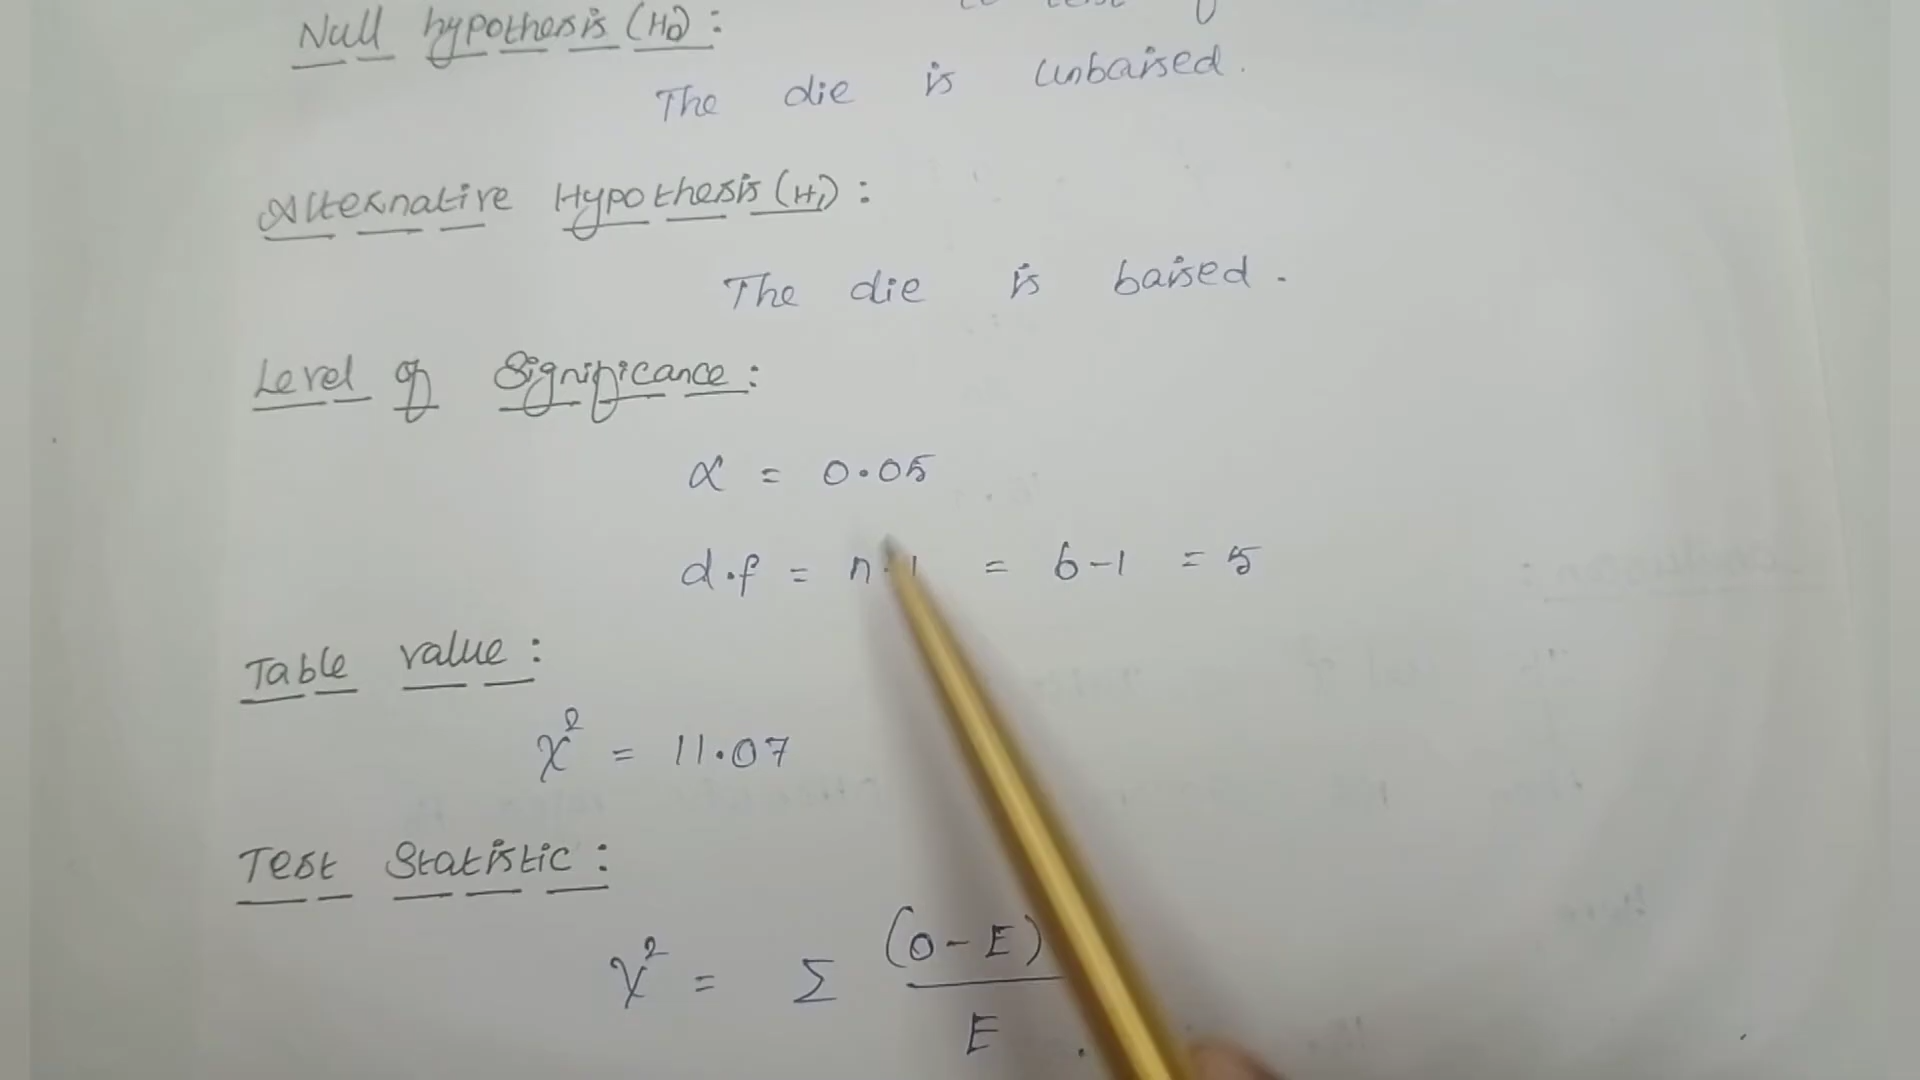 Null hypothesis (H0) :
The die is Unbaised.
Alternative Hypothesis (H1) :
The die is baised.
Level of Significance :
α = 0.05
d.f = n-1 = 6-1 = 5
Table value :
χ² = 11.07
Test Statistic :
χ² = Σ (O-E)
E